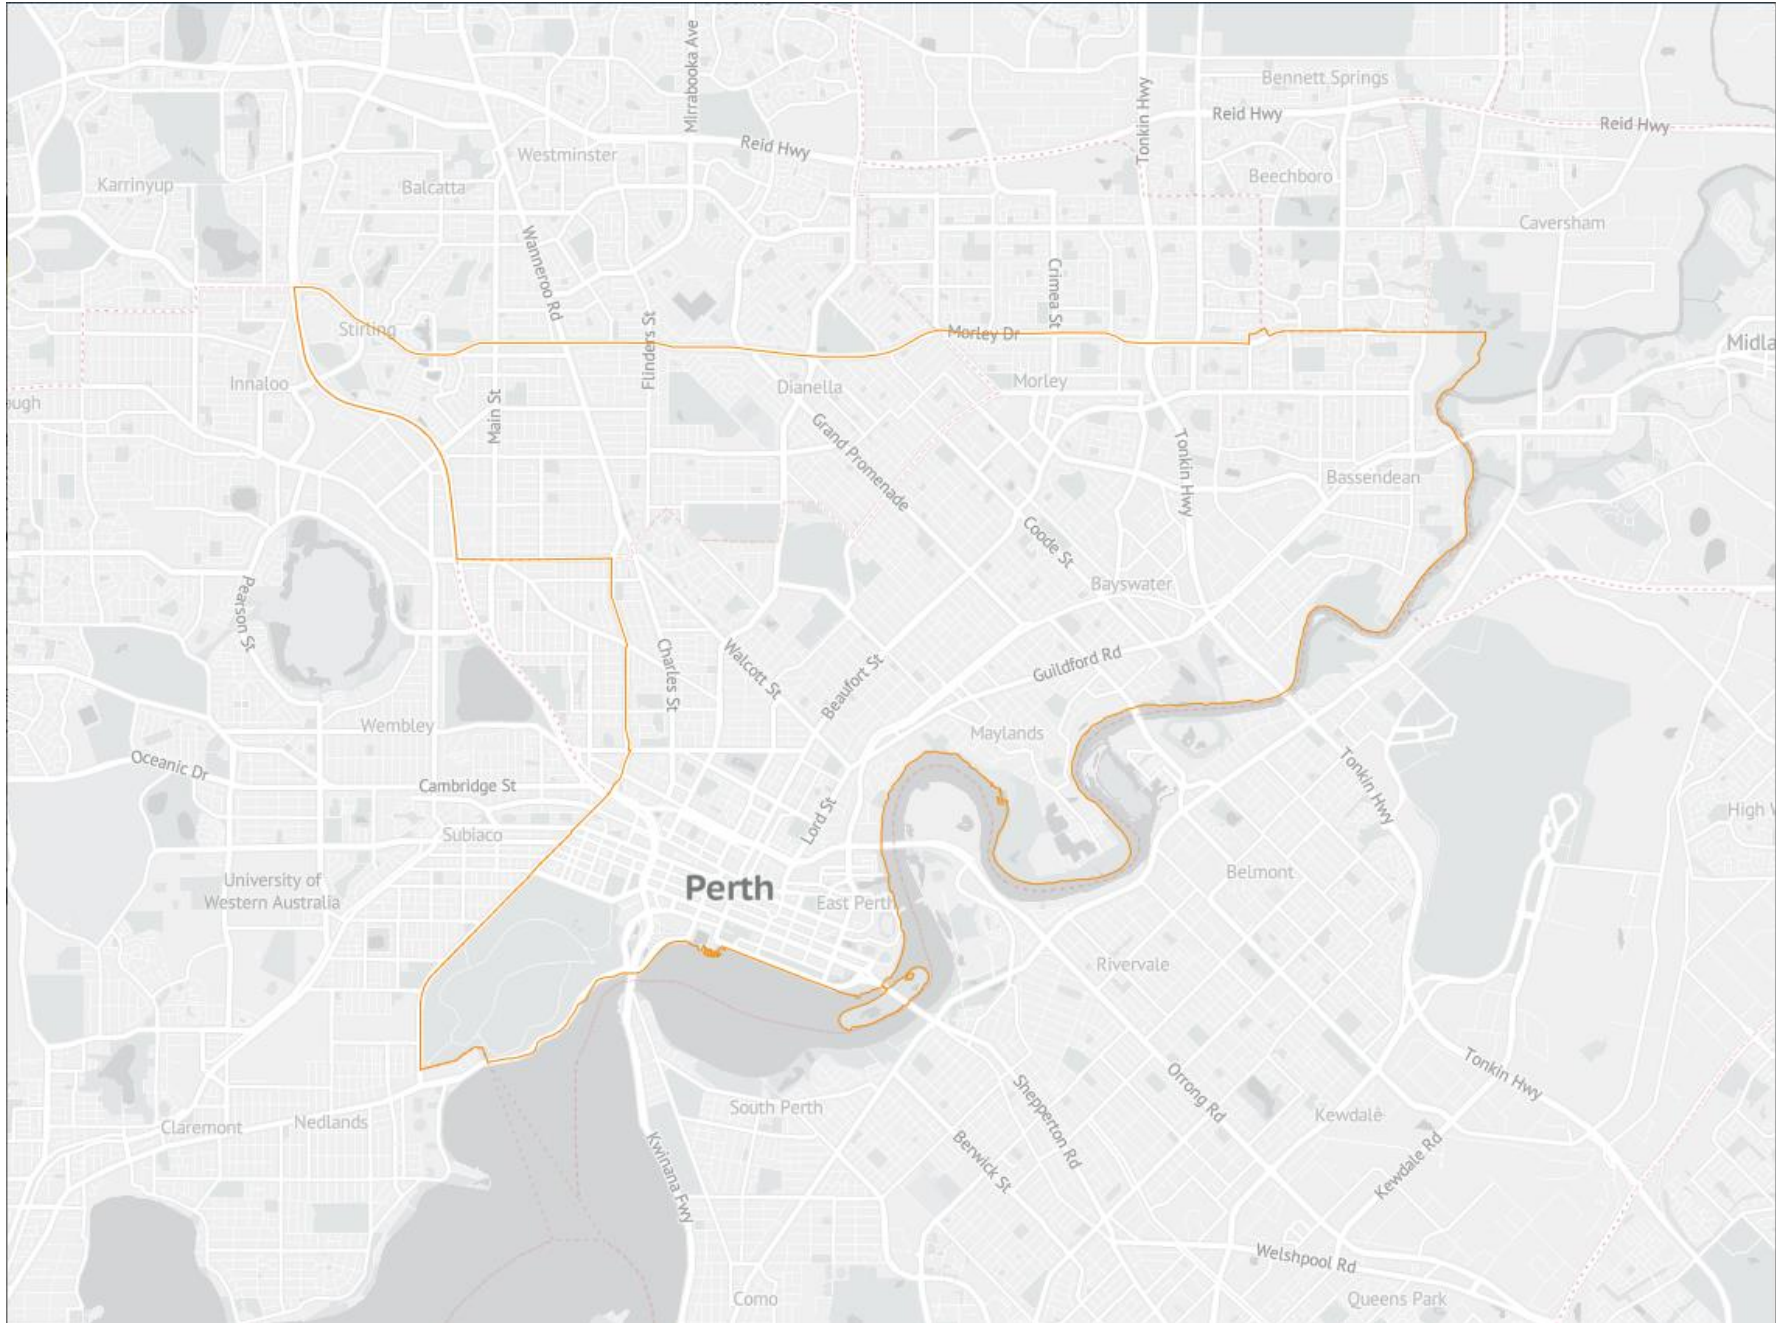 Mirrabooka Ave
Bennett Springs
Tonkin Hwy
Reid Hwy
Reid Hwy
Reid Hwy
Westminster
Karrinyup
Balcatta
Beechboro
Caversham
Wanneroo Rd
Crimea St
Stirling
Flinders St
Morley Dr
Midla
Innaloo
Dianella
Morley
ough
Main St
Grand Promenade
Tonkin Hwy
Bassendean
Coode St
Bayswater
Pearson St
Charles St
Walcott St
Guildford Rd
Beaufort St
Wembley
Maylands
Oceanic Dr
Cambridge St
Tonkin Hwy
Lord St
High W
Subiaco
University of
Western Australia
Perth
East Perth
Belmont
Rivervale
Tonkin Hwy
Orrong Rd
Shepperton Rd
South Perth
Kewdale
Nedlands
Claremont
Kwinana Fwy
Berwick St
Kewdale Rd
Welshpool Rd
Como
Queens Park